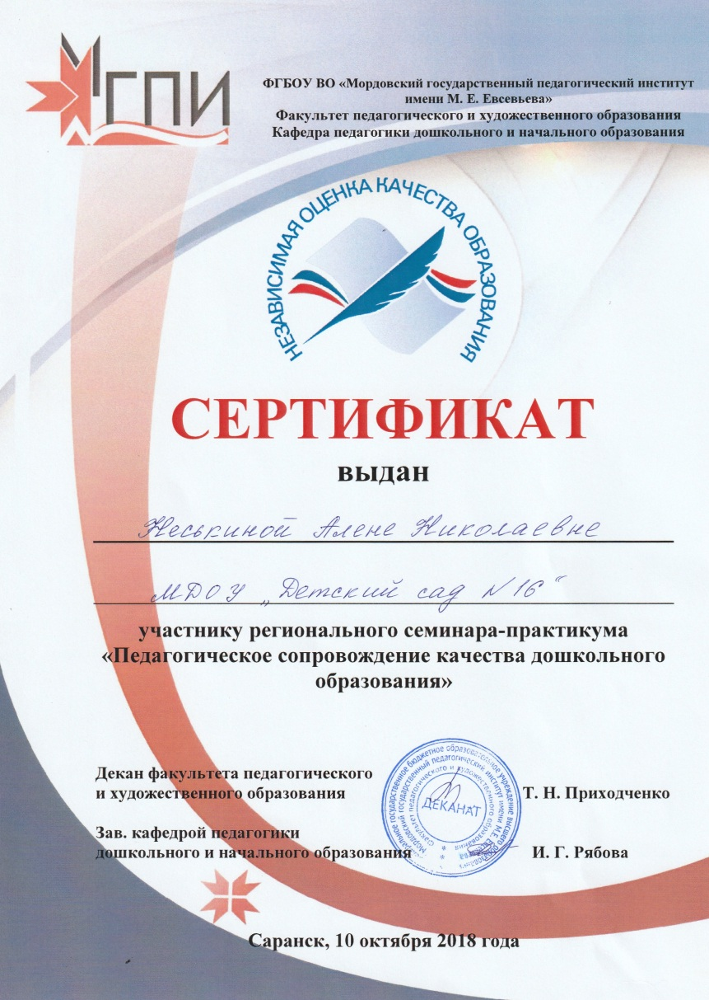 МГПИ
ФГБОУ ВО «Мордовский государственный педагогический институт
имени М. Е. Евсевьева»
Факультет педагогического и художественного образования
Кафедра педагогики дошкольного и начального образования
НЕЗАВИСИМАЯ ОЦЕНКА КАЧЕСТВА ОБРАЗОВАНИЯ
СЕРТИФИКАТ
выдан
Неськиной Алене Николаевне
МДОУ „Детский сад №16“
участнику регионального семинара-практикума
«Педагогическое сопровождение качества дошкольного
образования»
Декан факультета педагогического
и художественного образования
Т. Н. Приходченко
ДЕКАНАТ
Зав. кафедрой педагогики
дошкольного и начального образования
И. Г. Рябова
Саранск, 10 октября 2018 года